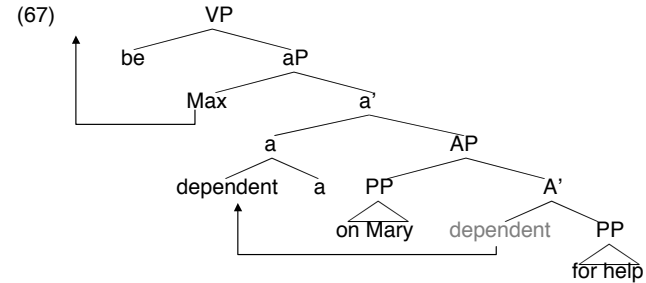 (67) VP
be aP
Max a’
a AP
dependent a PP A’
on Mary dependent PP
for help